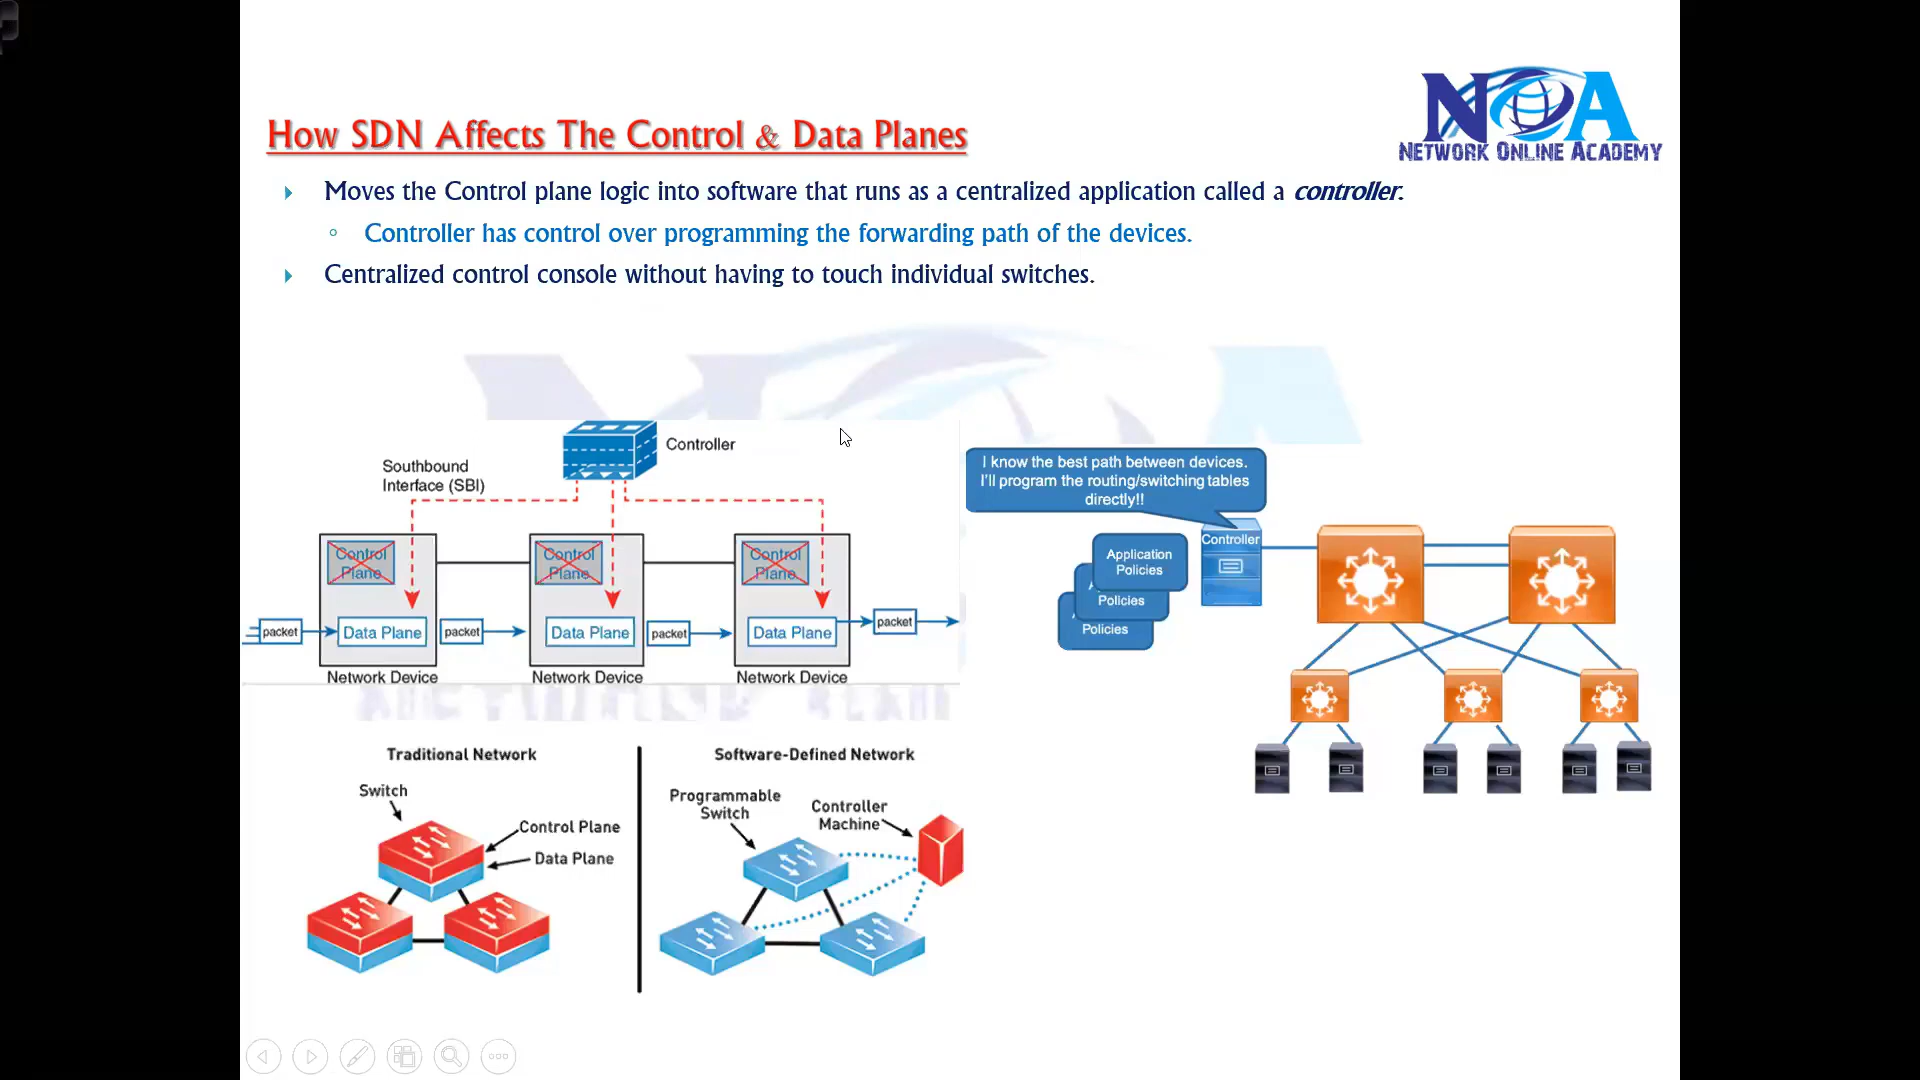 NOA
NETWORK ONLINE ACADEMY
How SDN Affects The Control & Data Planes
Moves the Control plane logic into software that runs as a centralized application called a controller.
Controller has control over programming the forwarding path of the devices.
Centralized control console without having to touch individual switches.
Controller
Southbound
Interface (SBI)
Control
Plane
Control
Plane
Control
Plane
packet
Data Plane
packet
Data Plane
packet
Data Plane
packet
Network Device
Network Device
Network Device
I know the best path between devices.
I'll program the routing/switching tables
directly!!
Controller
Application
Policies
Policies
Policies
Traditional Network
Switch
Control Plane
Data Plane
Software-Defined Network
Programmable
Switch
Controller
Machine